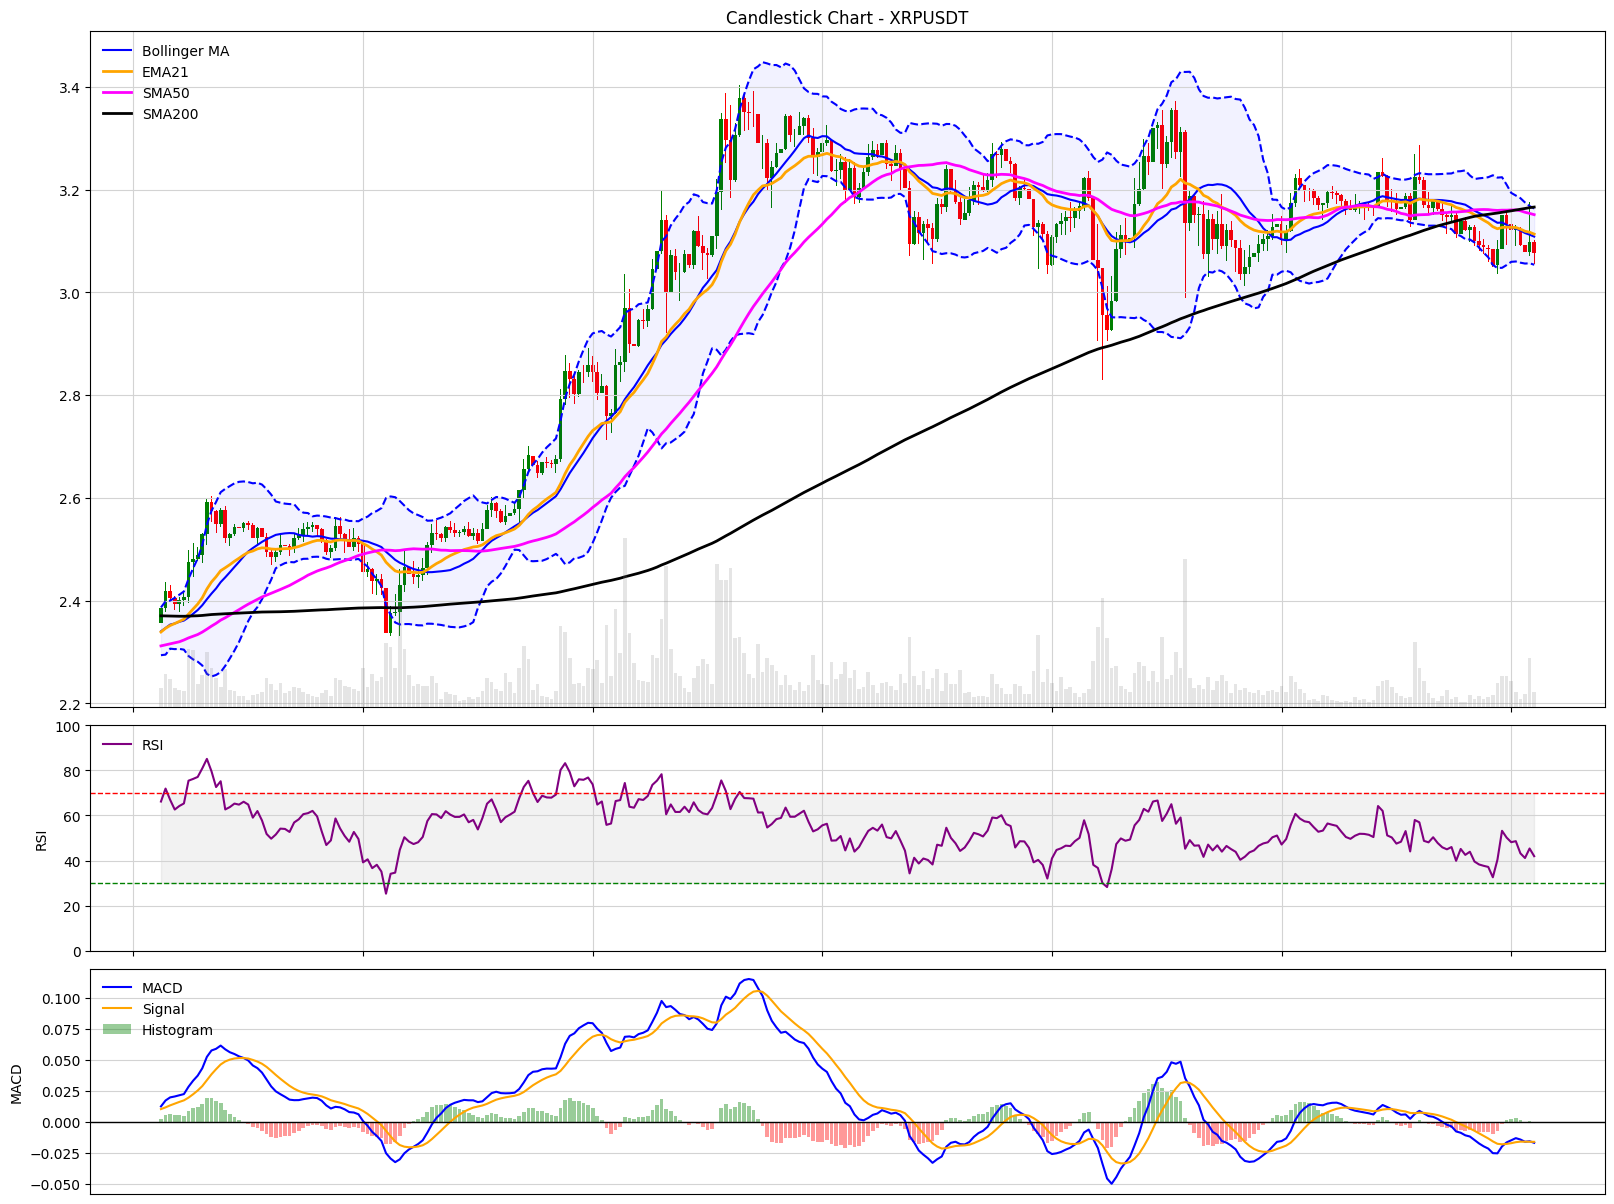 Candlestick Chart - XRPUSDT
Bollinger MA
EMA21
SMA50
SMA200
3.4
3.2
3.0
2.8
2.6
2.4
2.2
RSI
RSI
100
80
60
40
20
0
MACD
MACD
Signal
Histogram
0.100
0.075
0.050
0.025
0.000
−0.025
−0.050